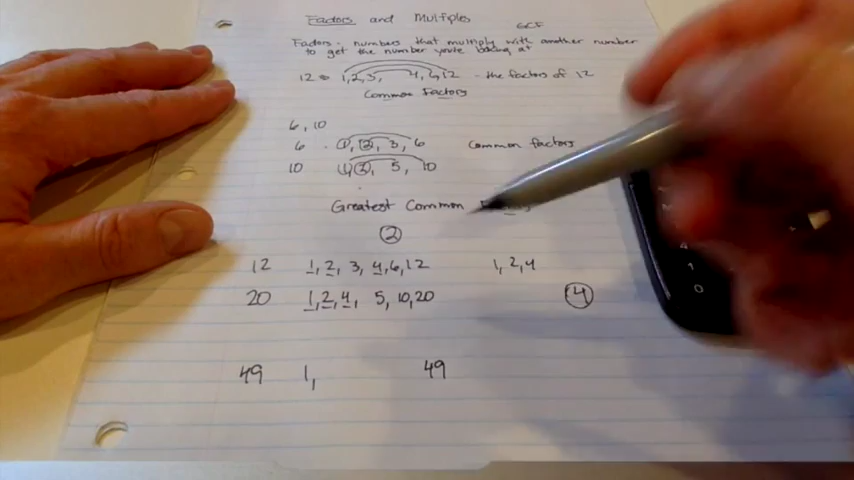 Factors and Multiples
GCF
Factors - numbers that multiply with another number
to get the number you're looking at
12 = 1,2,3, 4,6,12 - the factors of 12
Common Factors
6, 10
6 - 1, 2, 3, 6 Common factors
10 1, 2, 5, 10
Greatest Common
2
12 1, 2, 3, 4, 6, 12 1, 2, 4
20 1, 2, 4, 5, 10, 20 4
49 1, 49